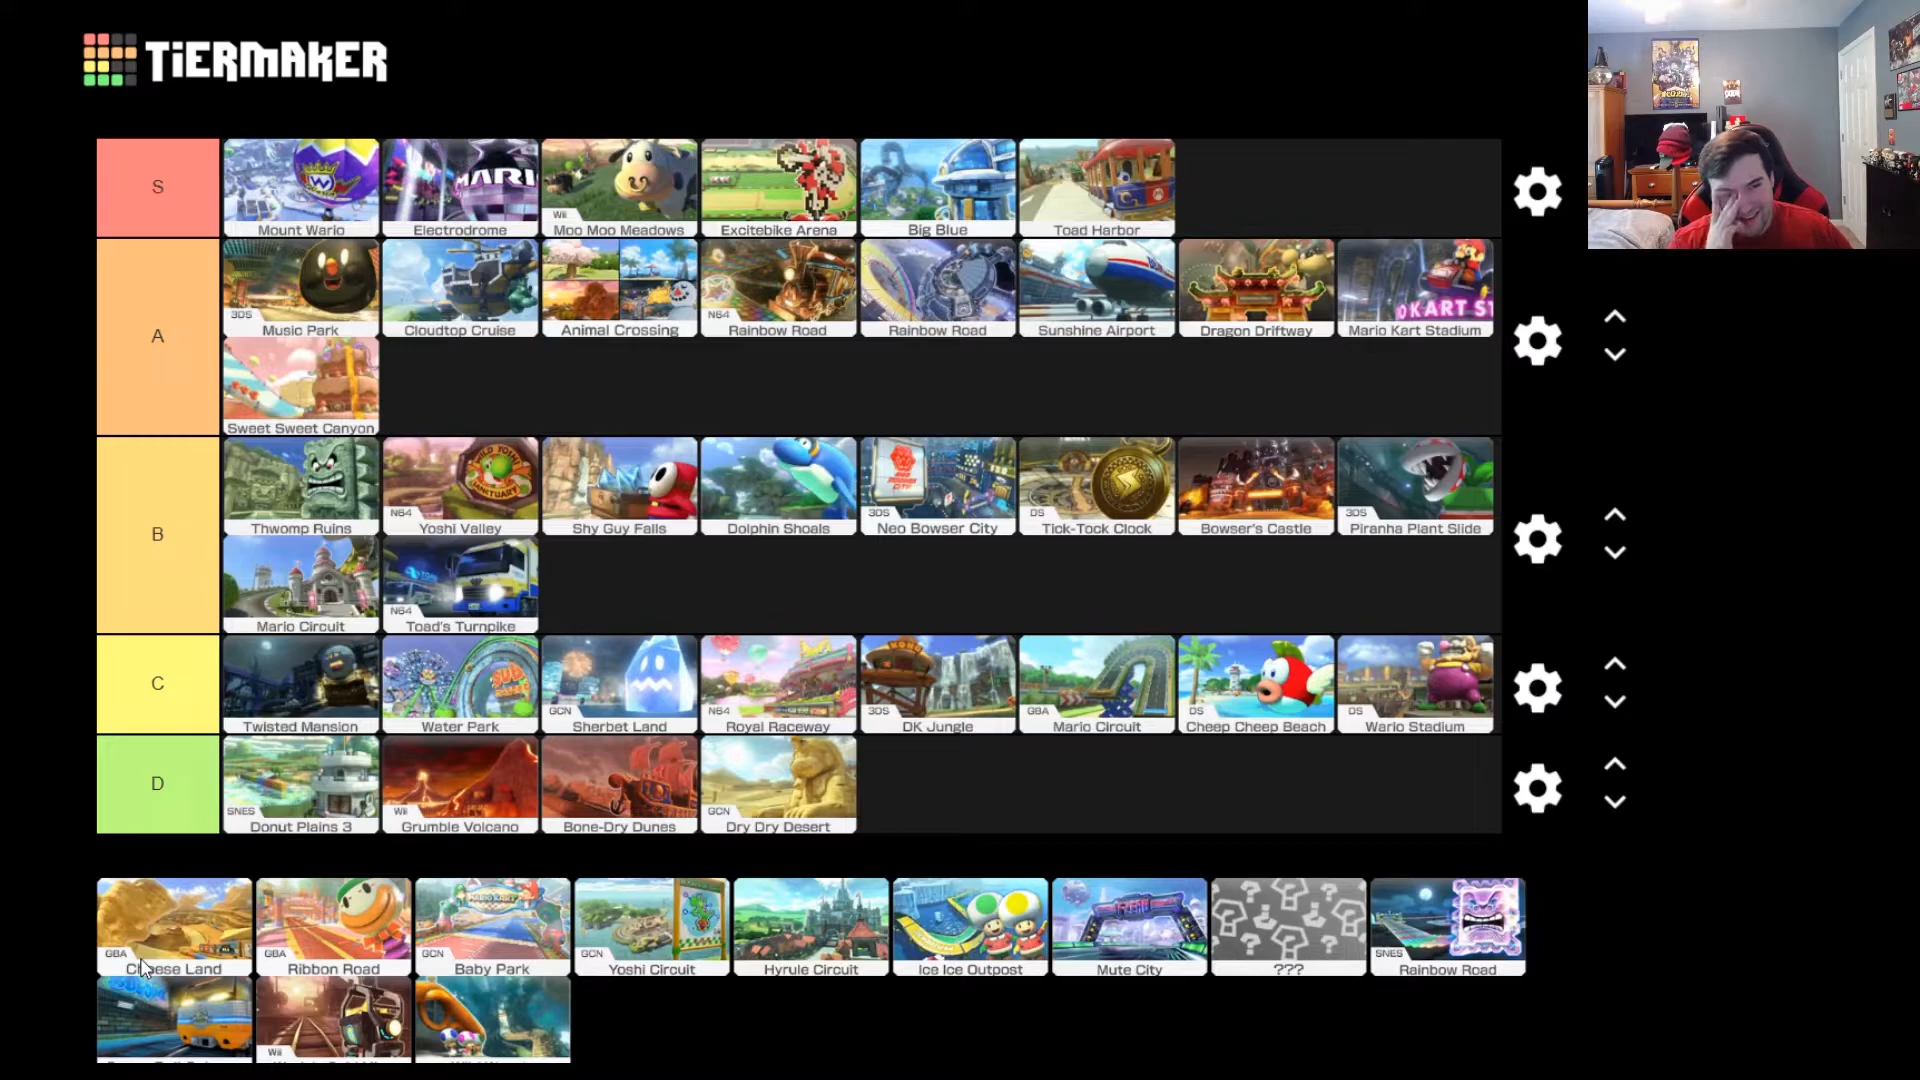 TiERMAKER
S
Mount Wario
MARI
Electrodrome
Wii
Moo Moo Meadows
Excitebike Arena
Big Blue
Toad Harbor
A
3DS
Music Park
Cloudtop Cruise
Animal Crossing
N64
Rainbow Road
Rainbow Road
Sunshine Airport
Dragon Driftway
OKART ST
Mario Kart Stadium
Sweet Sweet Canyon
B
Thwomp Ruins
N64
Yoshi Valley
Shy Guy Falls
Dolphin Shoals
3DS
Neo Bowser City
DS
Tick-Tock Clock
Bowser's Castle
3DS
Piranha Plant Slide
Mario Circuit
N64
Toad's Turnpike
C
Twisted Mansion
Water Park
GCN
Sherbet Land
N64
Royal Raceway
KONG
3DS
DK Jungle
GBA
Mario Circuit
DS
Cheep Cheep Beach
DS
Wario Stadium
D
SNES
Donut Plains 3
Wii
Grumble Volcano
Bone-Dry Dunes
GCN
Dry Dry Desert
GBA
Cheese Land
GBA
Ribbon Road
GCN
Baby Park
GCN
Yoshi Circuit
Hyrule Circuit
Ice Ice Outpost
Mute City
???
SNES
Rainbow Road
Wii